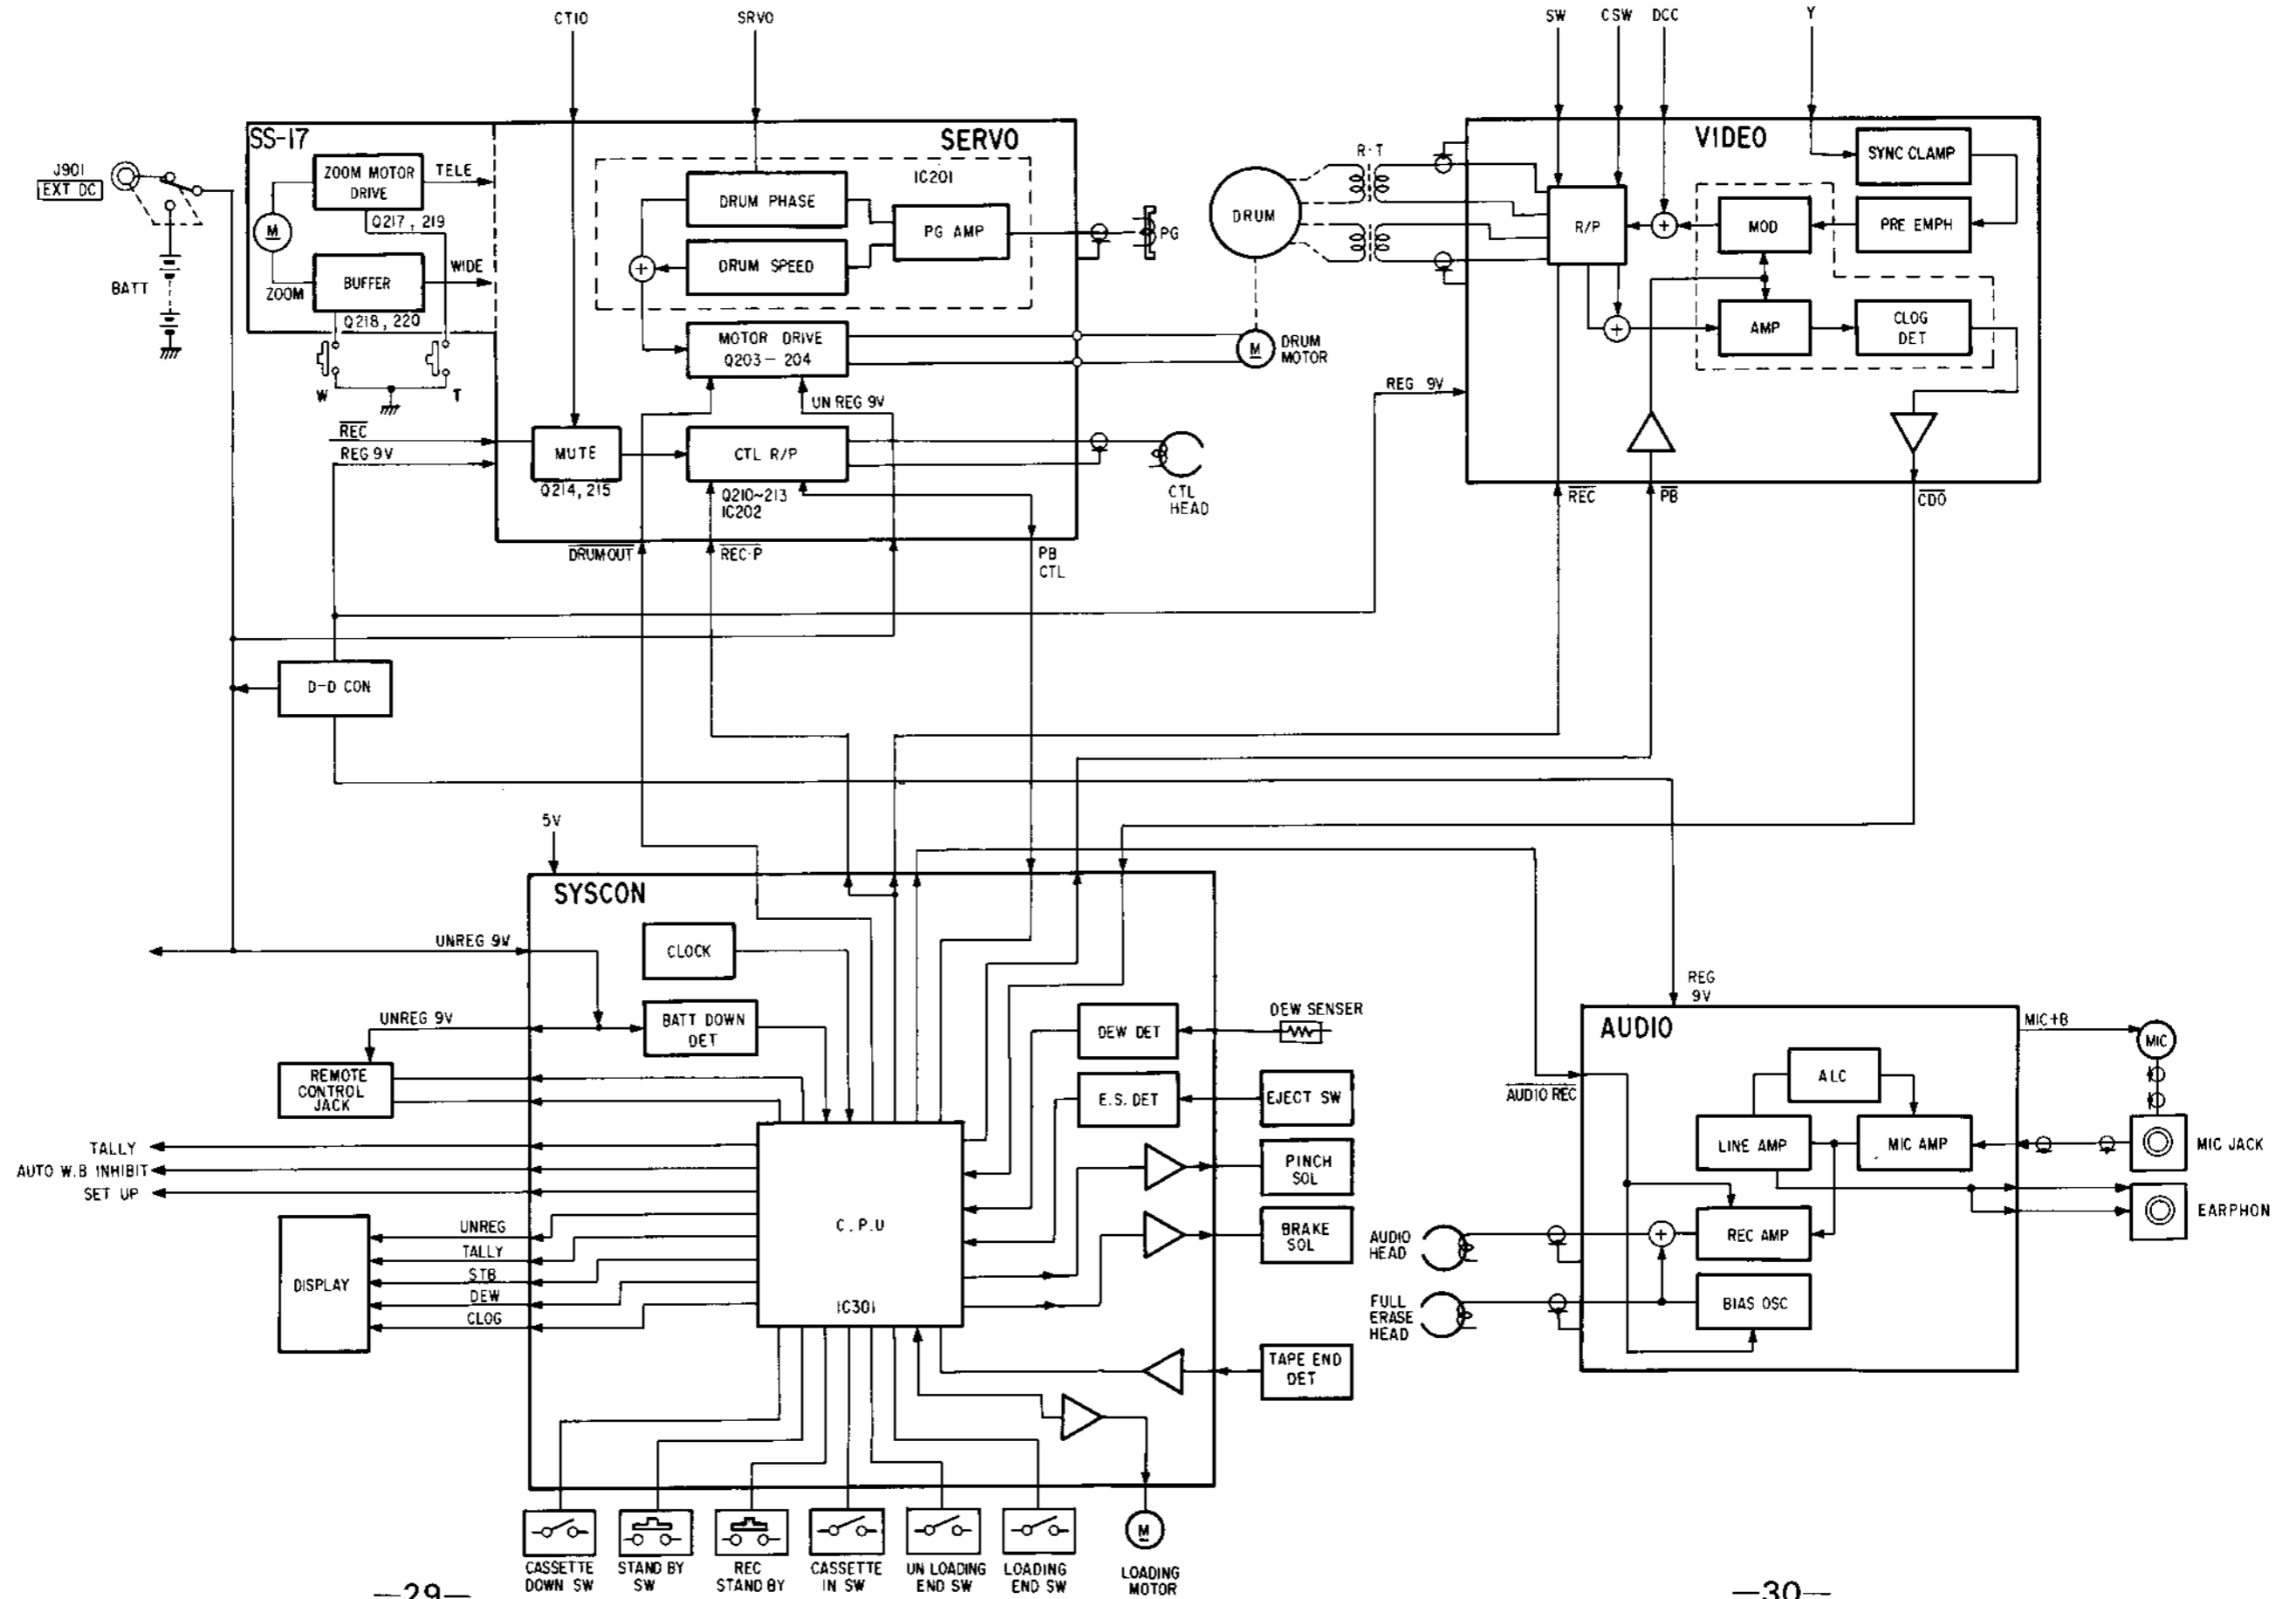 CT10
SRVO
SW
CSW
DCC
Y
J901
EXT DC
BATT
SS-17
ZOOM MOTOR
DRIVE
TELE
Q217, 219
M
BUFFER
WIDE
ZOOM
Q218, 220
W
T
REC
REG 9V
SERVO
IC201
DRUM PHASE
PG AMP
DRUM SPEED
+
PG
MOTOR DRIVE
Q203 - 204
UN REG 9V
MUTE
Q214, 215
CTL R/P
Q210~213
IC202
CTL
HEAD
DRUM OUT
REC·P
PB
CTL
R·T
DRUM
M
DRUM
MOTOR
REG 9V
VIDEO
SYNC CLAMP
R/P
+
MOD
PRE EMPH
+
AMP
CLOG
DET
REC
PB
CDO
D-D CON
5V
SYSCON
UNREG 9V
CLOCK
UNREG 9V
BATT DOWN
DET
REMOTE
CONTROL
JACK
TALLY
AUTO W.B INHIBIT
SET UP
UNREG
TALLY
STB
DEW
CLOG
DISPLAY
C.P.U
IC301
DEW DET
DEW SENSER
E.S. DET
EJECT SW
PINCH
SOL
BRAKE
SOL
TAPE END
DET
CASSETTE
DOWN SW
STAND BY
SW
REC
STAND BY
CASSETTE
IN SW
UN LOADING
END SW
LOADING
END SW
M
LOADING
MOTOR
REG
9V
AUDIO
AUDIO REC
ALC
LINE AMP
MIC AMP
REC AMP
+
BIAS OSC
AUDIO
HEAD
FULL
ERASE
HEAD
MIC+B
MIC
MIC JACK
EARPHON
—29—
—30—